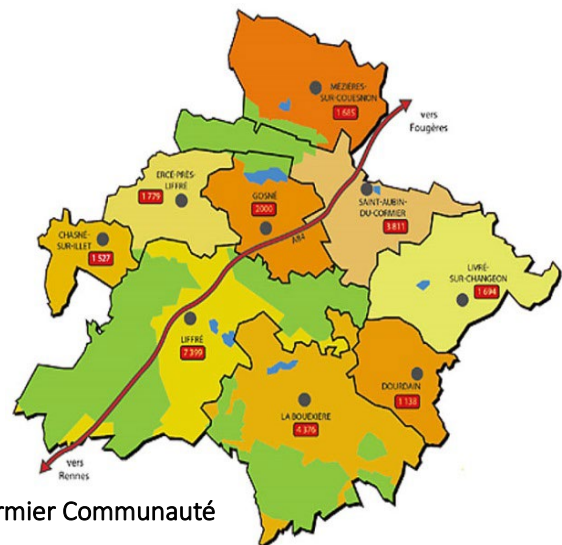 MÉZIÈRES-
SUR-COUESNON
1 685
vers
Fougères
ERCÉ-PRÈS-
LIFFRÉ
1 779
GOSNÉ
2000
SAINT-AUBIN-
DU-CORMIER
3 811
CHASNÉ-
SUR-ILLET
1 527
A84
LIVRÉ-
SUR-CHANGEON
1 694
LIFFRÉ
7 399
DOURDAIN
1 138
LA BOUËXIÈRE
4 376
vers
Rennes
rmier Communauté